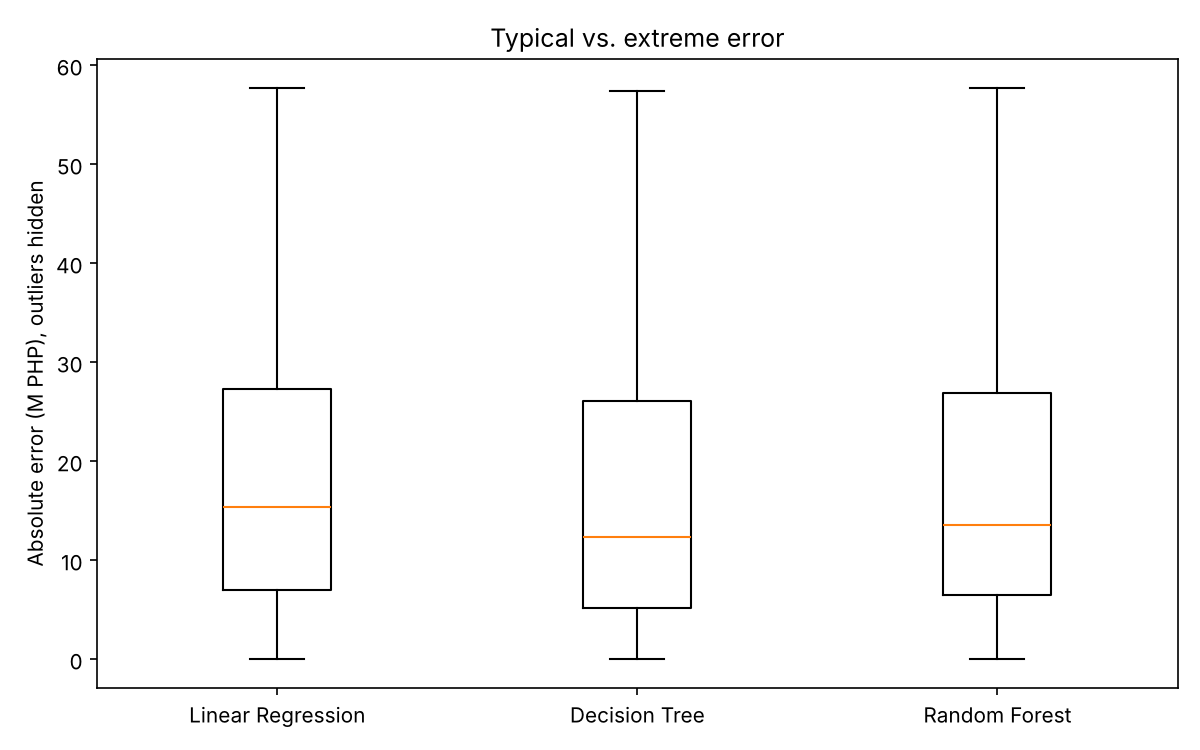 Typical vs. extreme error
Absolute error (M PHP), outliers hidden
60
50
40
30
20
10
0
Linear Regression
Decision Tree
Random Forest